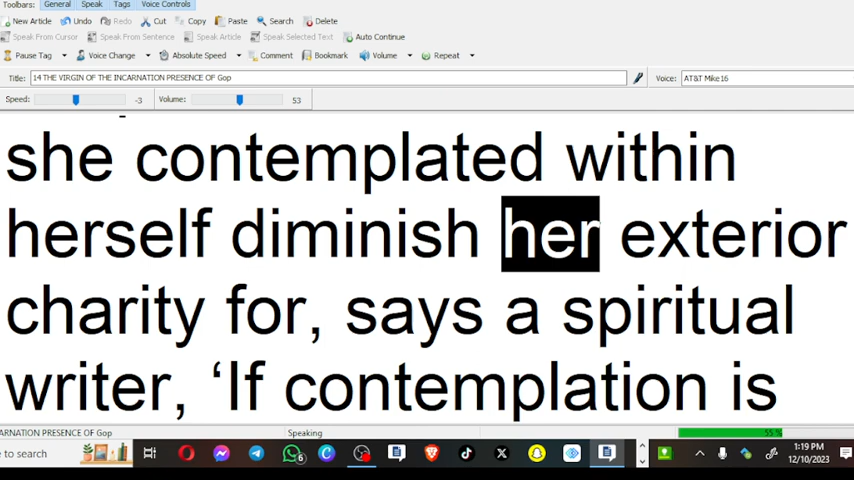 Toolbars: General Speak Tags Voice Controls
New Article Undo Redo Cut Copy Paste Search Delete
Speak From Cursor Speak From Sentence Speak Article Speak Selected Text Auto Continue
Pause Tag Voice Change Absolute Speed Comment Bookmark Volume Repeat
Title: 14 THE VIRGIN OF THE INCARNATION PRESENCE OF Gop Voice: AT&T Mike16
Speed: -3 Volume: 53
she contemplated within
herself diminish her exterior
charity for, says a spiritual
writer, ‘If contemplation is
ARNATION PRESENCE OF Gop Speaking 55 %
e to search 6 1:19 PM
12/10/2023